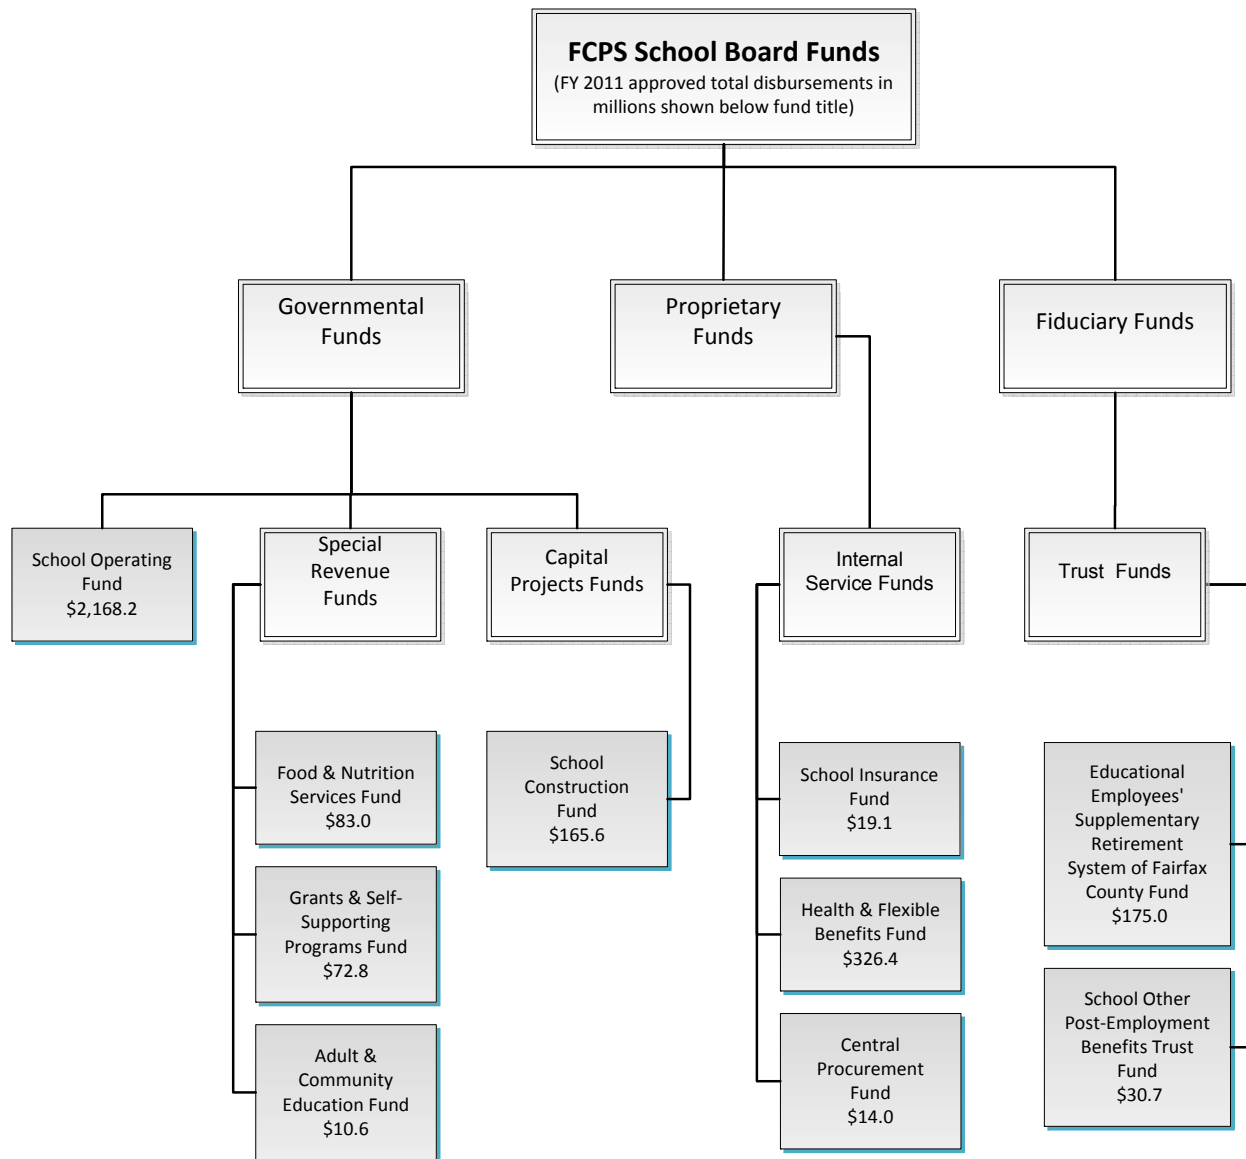 FCPS School Board Funds
(FY 2011 approved total disbursements in
millions shown below fund title)
Governmental
Funds
Proprietary
Funds
Fiduciary Funds
School Operating
Fund
$2,168.2
Special
Revenue
Funds
Capital
Projects Funds
Internal
Service Funds
Trust Funds
Food & Nutrition
Services Fund
$83.0
Grants & Self-
Supporting
Programs Fund
$72.8
Adult &
Community
Education Fund
$10.6
School
Construction
Fund
$165.6
School Insurance
Fund
$19.1
Health & Flexible
Benefits Fund
$326.4
Central
Procurement
Fund
$14.0
Educational
Employees'
Supplementary
Retirement
System of Fairfax
County Fund
$175.0
School Other
Post-Employment
Benefits Trust
Fund
$30.7